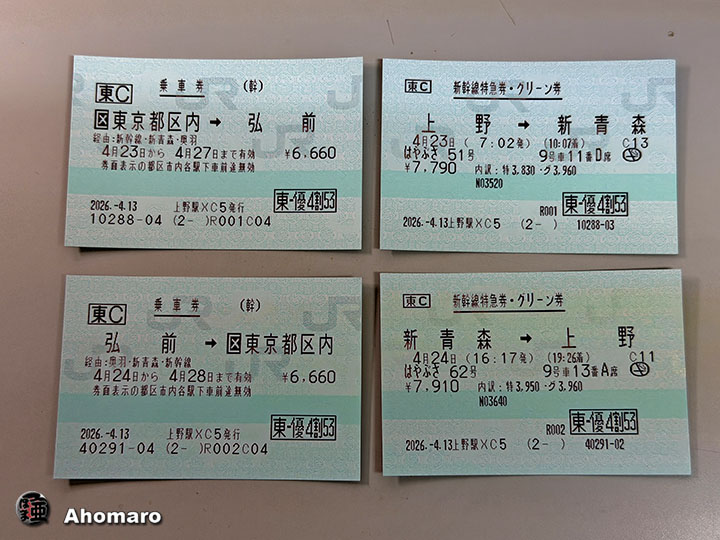 東C 乗車券 (幹)
区東京都区内 → 弘前
経由:新幹線・新青森・奥羽
4月23日から 4月27日まで有効 ¥6,660
券面表示の都区市内各駅下車前途無効
東-優4割53
2026.-4.13 上野駅XC5発行
10288-04 (2- )R001C04
東C 新幹線特急券・グリーン券
上野 → 新青森
4月23日 (7:02発) (10:07着) C13
はやぶさ 51号 9号車11番D席
¥7,790 内訳:特3,830・グ3,960
N03520
R001 東-優4割53
2026.-4.13上野駅XC5 (2- ) 10288-03
東C 乗車券 (幹)
弘前 → 区東京都区内
経由:奥羽・新青森・新幹線
4月24日から 4月28日まで有効 ¥6,660
券面表示の都区市内各駅下車前途無効
東-優4割53
2026.-4.13 上野駅XC5発行
40291-04 (2- )R002C04
東C 新幹線特急券・グリーン券
新青森 → 上野
4月24日 (16:17発) (19:26着) C11
はやぶさ 62号 9号車13番A席
¥7,910 内訳:特3,950・グ3,960
N03640
R002 東-優4割53
2026.-4.13上野駅XC5 (2- ) 40291-02
Ahomaro